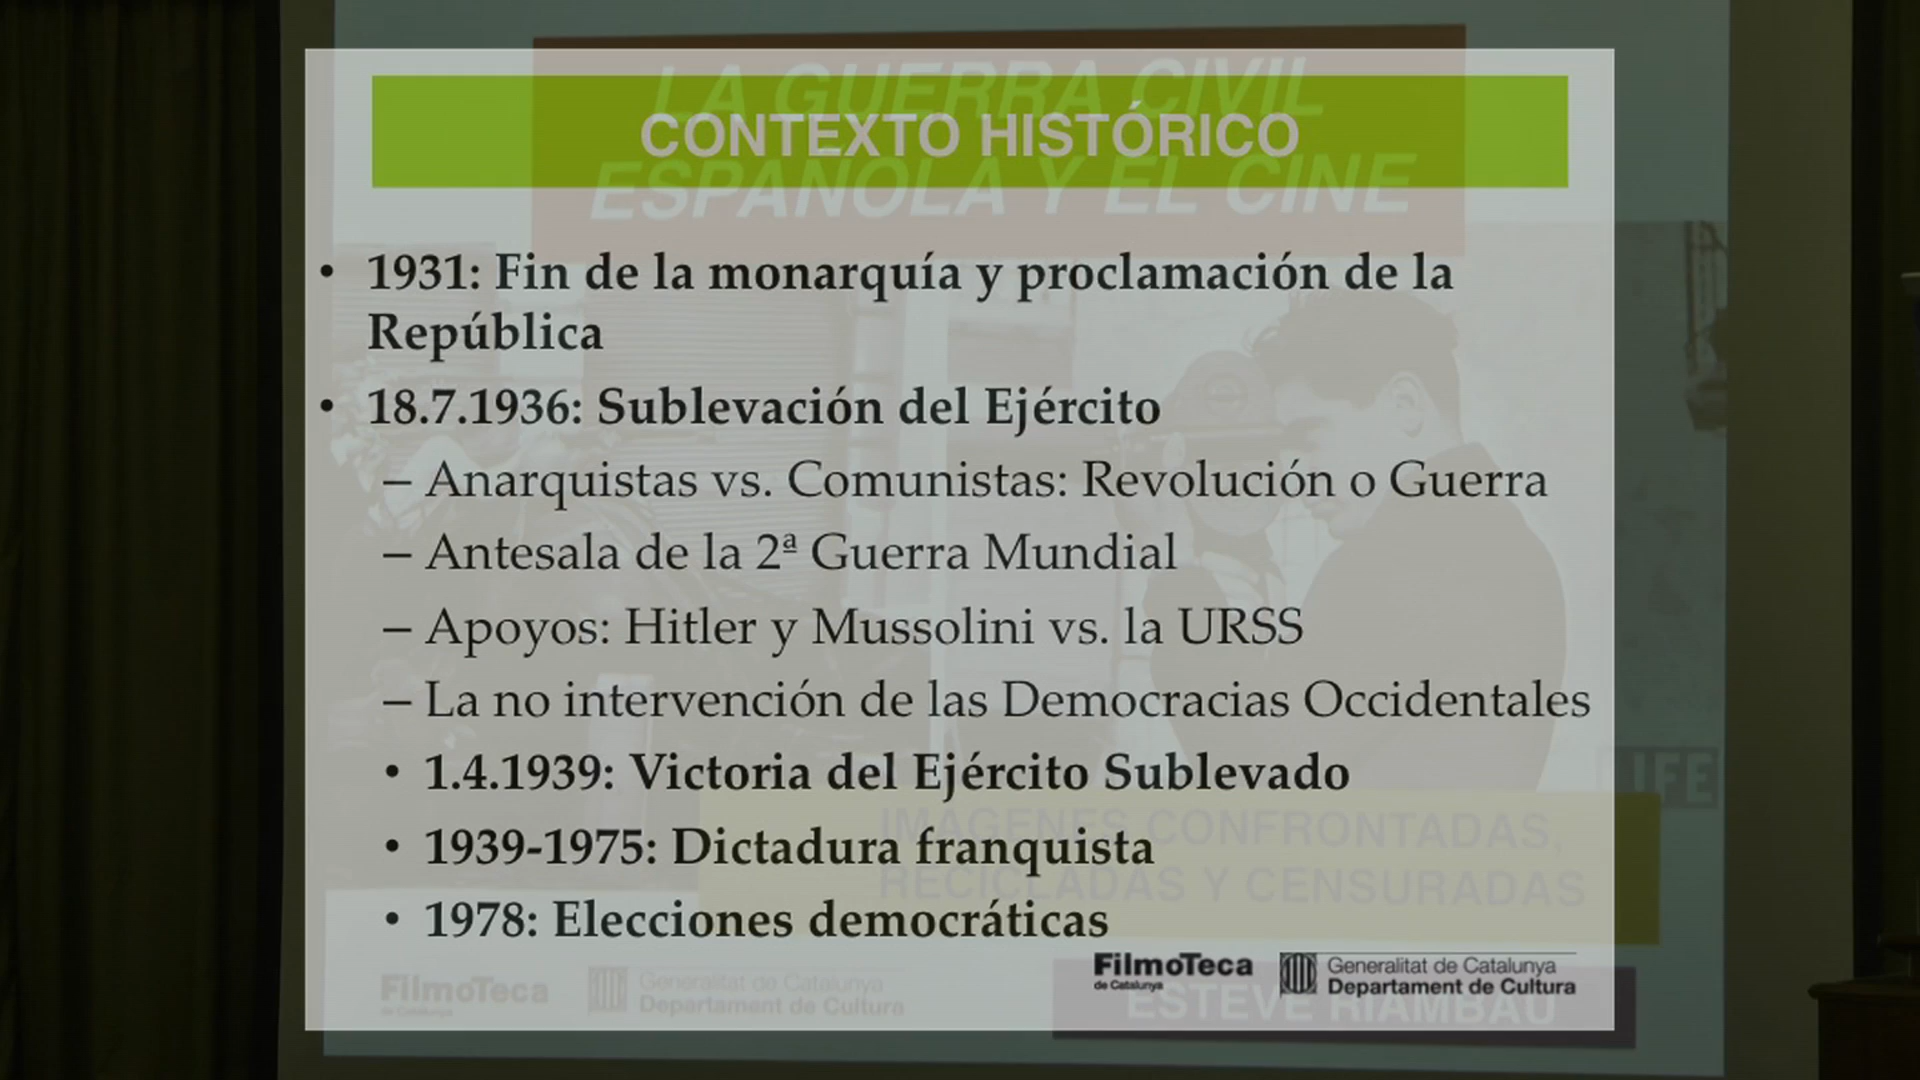 LA GUERRA CIVIL
ESPAÑOLA Y EL CINE
CONTEXTO HISTÓRICO
• 1931: Fin de la monarquía y proclamación de la
República
• 18.7.1936: Sublevación del Ejército
– Anarquistas vs. Comunistas: Revolución o Guerra
– Antesala de la 2ª Guerra Mundial
– Apoyos: Hitler y Mussolini vs. la URSS
– La no intervención de las Democracias Occidentales
• 1.4.1939: Victoria del Ejército Sublevado
• 1939-1975: Dictadura franquista
• 1978: Elecciones democráticas
LIFE
IMÁGENES CONFRONTADAS,
RECICLADAS Y CENSURADAS
FilmoTeca
de Catalunya
Generalitat de Catalunya
Departament de Cultura
FilmoTeca
de Catalunya
Generalitat de Catalunya
Departament de Cultura
ESTEVE RIAMBAU